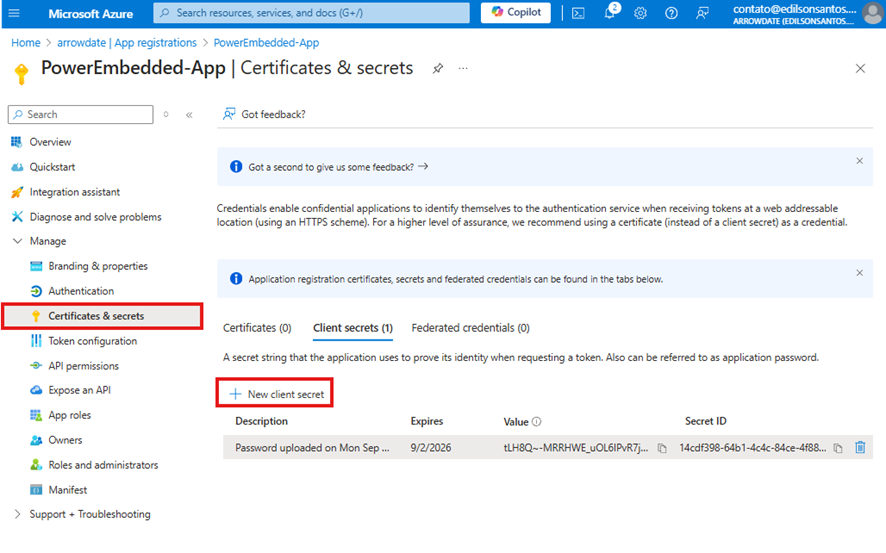 Microsoft Azure
Search resources, services, and docs (G+/)
Copilot
2
contato@edilsonsantos....
ARROWDATE (EDILSONSANTOS....
Home > arrowdate | App registrations > PowerEmbedded-App
PowerEmbedded-App | Certificates & secrets
Search
Got feedback?
Overview
Quickstart
Integration assistant
Diagnose and solve problems
Manage
Branding & properties
Authentication
Certificates & secrets
Token configuration
API permissions
Expose an API
App roles
Owners
Roles and administrators
Manifest
Support + Troubleshooting
Got a second to give us some feedback? →
Credentials enable confidential applications to identify themselves to the authentication service when receiving tokens at a web addressable
location (using an HTTPS scheme). For a higher level of assurance, we recommend using a certificate (instead of a client secret) as a credential.
Application registration certificates, secrets and federated credentials can be found in the tabs below.
Certificates (0) Client secrets (1) Federated credentials (0)
A secret string that the application uses to prove its identity when requesting a token. Also can be referred to as application password.
+ New client secret
Description Expires Value Secret ID
Password uploaded on Mon Sep ... 9/2/2026 tLH8Q~-MRRHWE_uOL6IPvR7j... 14cdf398-64b1-4c4c-84ce-4f88...